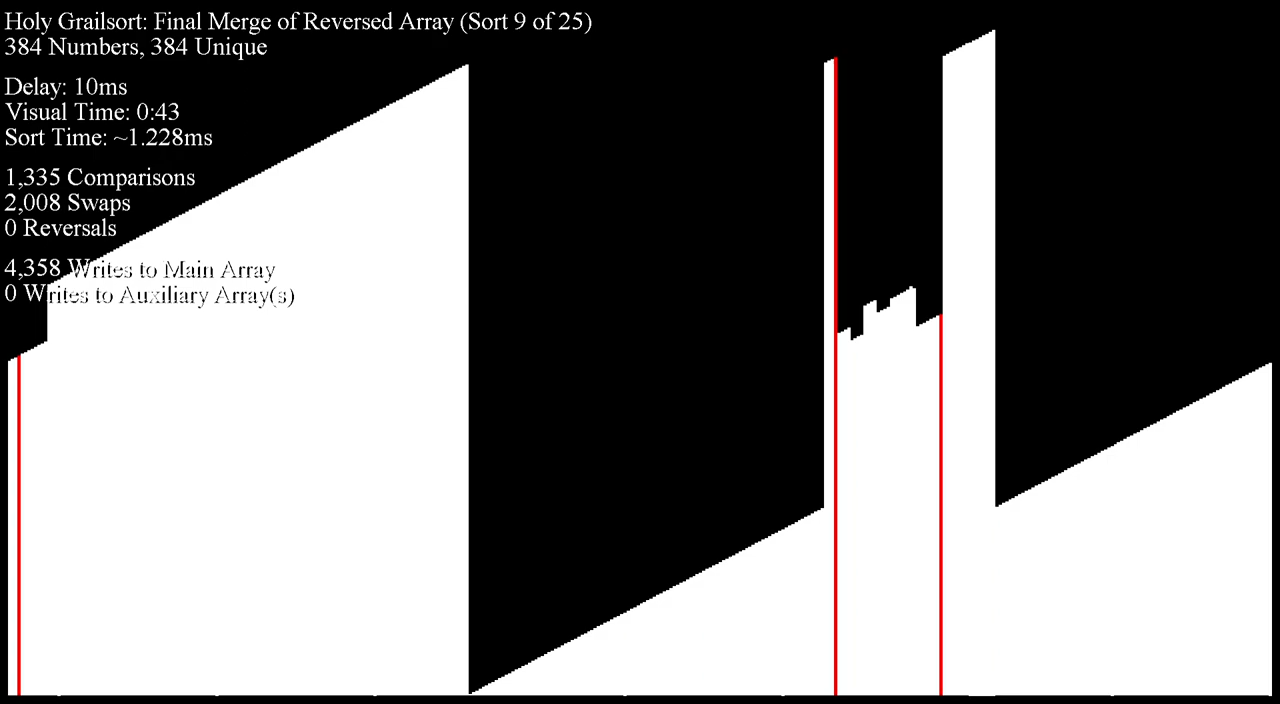 Holy Grailsort: Final Merge of Reversed Array (Sort 9 of 25)
384 Numbers, 384 Unique
Delay: 10ms
Visual Time: 0:43
Sort Time: ~1.228ms
1,335 Comparisons
2,008 Swaps
0 Reversals
4,358 Writes to Main Array
0 Writes to Auxiliary Array(s)